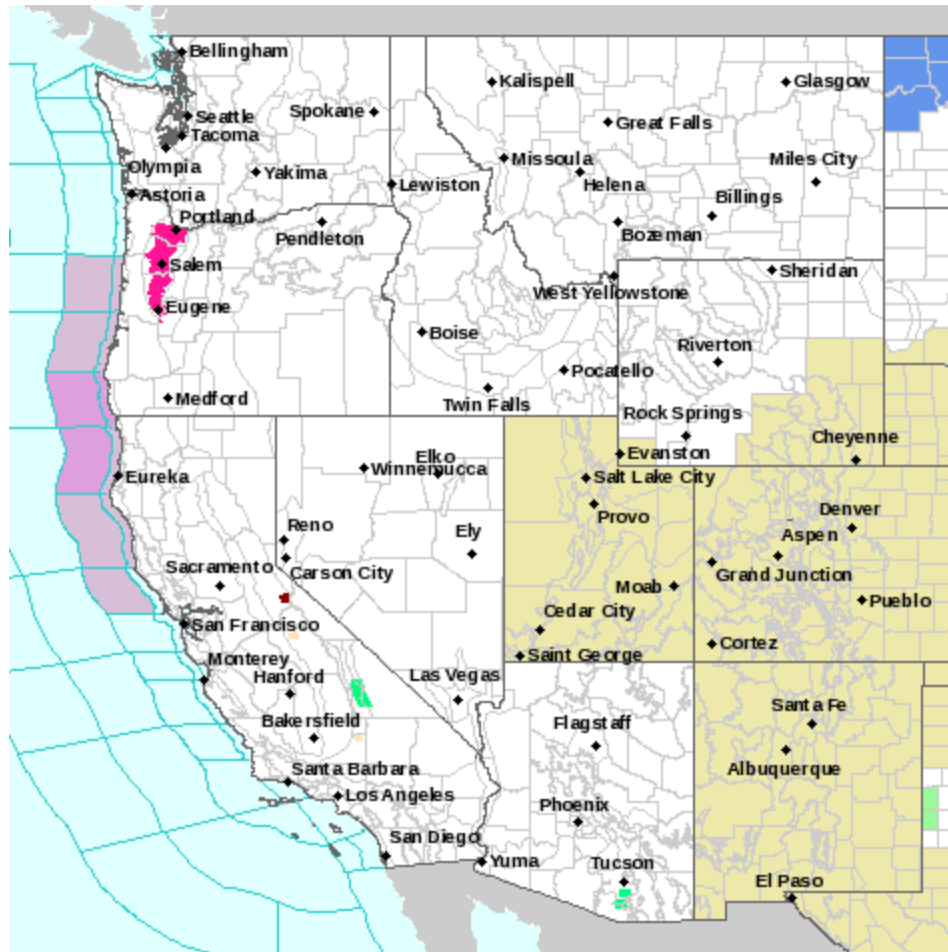 Bellingham
Kalispell
Glasgow
Seattle
Spokane
Tacoma
Great Falls
Olympia
Missoula
Miles City
Yakima
Helena
Lewiston
Astoria
Billings
Portland
Pendleton
Bozeman
Salem
Sheridan
West Yellowstone
Eugene
Boise
Riverton
Pocatello
Medford
Twin Falls
Rock Springs
Cheyenne
Elko
Evanston
Winnemucca
Eureka
Salt Lake City
Provo
Denver
Reno
Ely
Aspen
Sacramento
Carson City
Grand Junction
Moab
Pueblo
Cedar City
San Francisco
Cortez
Saint George
Monterey
Hanford
Las Vegas
Santa Fe
Bakersfield
Flagstaff
Albuquerque
Santa Barbara
Los Angeles
Phoenix
San Diego
Yuma
Tucson
El Paso